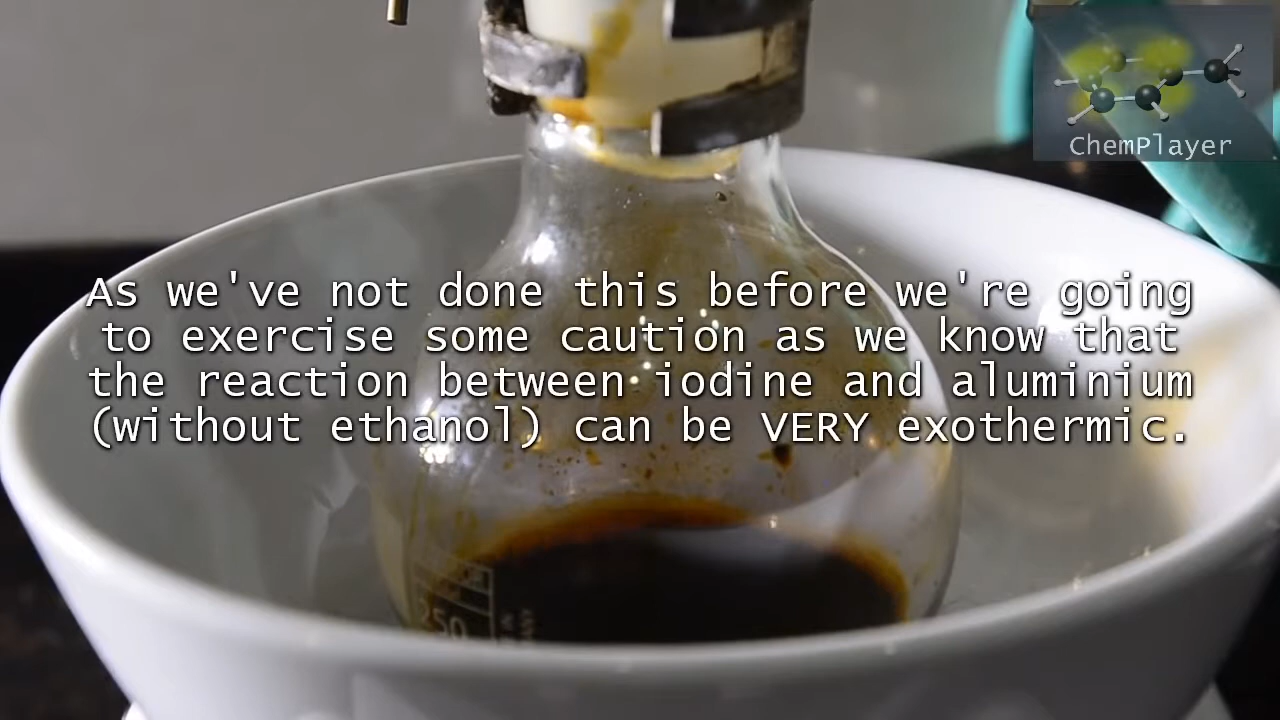 ChemPlayer
As we've not done this before we're going
to exercise some caution as we know that
the reaction between iodine and aluminium
(without ethanol) can be VERY exothermic.
250